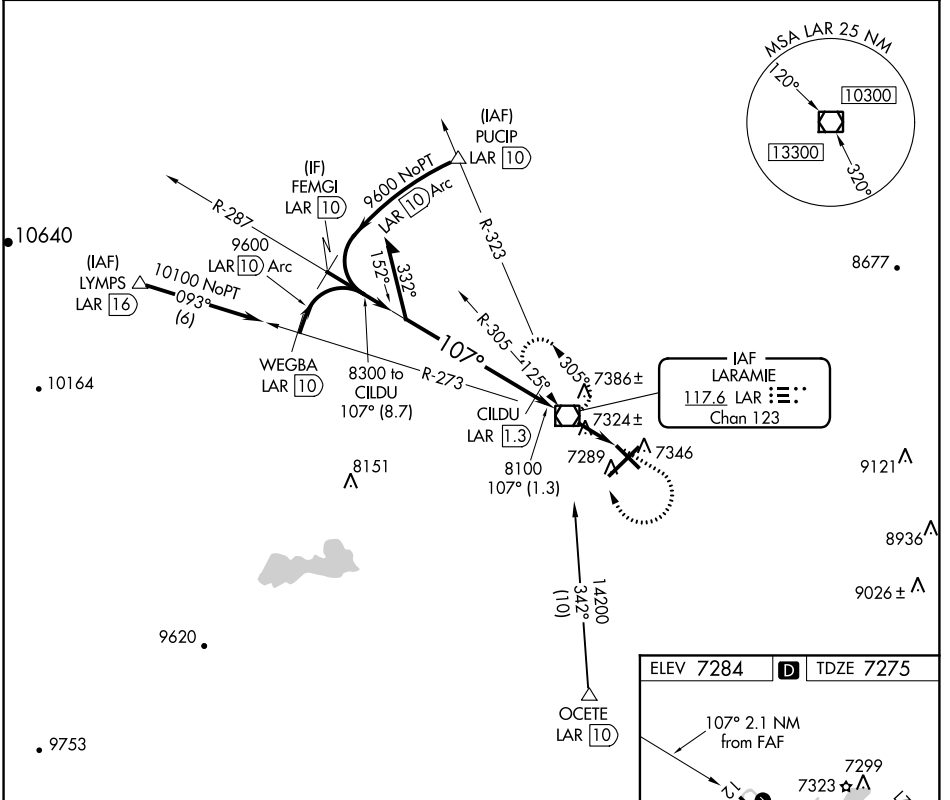 MSA LAR 25 NM
120°
10300
13300
320°
(IAF)
PUCIP
LAR 10
9600 NoPT
LAR 10 Arc
(IF)
FEMGI
LAR 10
R-287
R-323
10640
9600
LAR 10 Arc
(IAF)
LYMPS
LAR 16
10100 NoPT
093°
(6)
152°
332°
8677
R-305
125°
305°
107°
WEGBA
LAR 10
8300 to
CILDU
107° (8.7)
R-273
10164
7386±
IAF
LARAMIE
117.6 LAR
Chan 123
CILDU
LAR 1.3
7324±
7289
7346
8100
107° (1.3)
8151
9121
8936
9026±
14200
342°
(10)
9620
OCETE
LAR 10
9753
ELEV 7284
D
TDZE 7275
107° 2.1 NM
from FAF
7299
7323
12